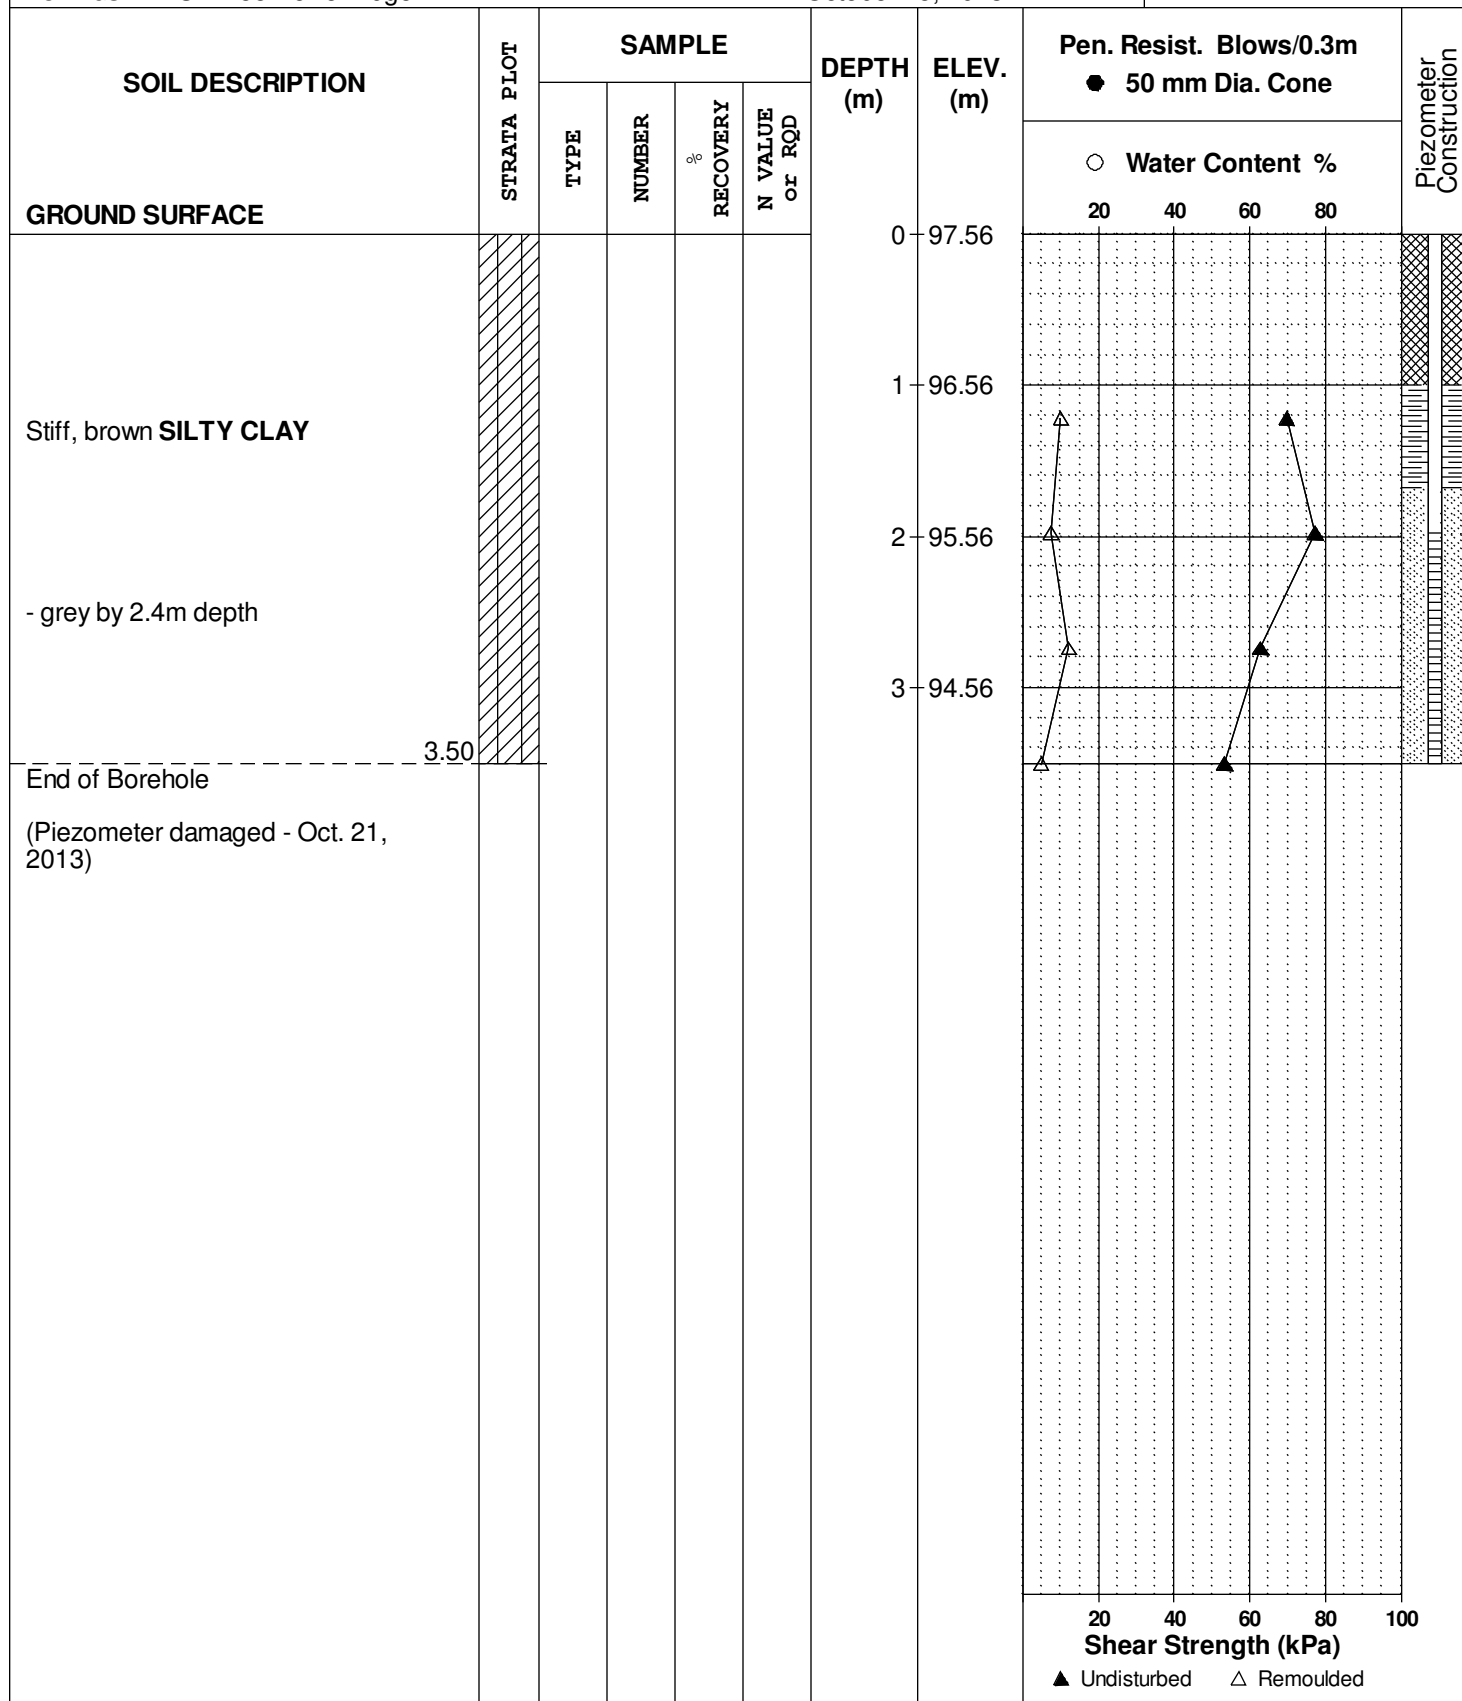 SOIL DESCRIPTION
GROUND SURFACE
STRATA PLOT
SAMPLE
TYPE
NUMBER
%
RECOVERY
N VALUE
or RQD
DEPTH
(m)
ELEV.
(m)
Pen. Resist. Blows/0.3m
● 50 mm Dia. Cone
○ Water Content %
20 40 60 80
Piezometer
Construction
0 97.56
1 96.56
Stiff, brown SILTY CLAY
2 95.56
- grey by 2.4m depth
3 94.56
3.50
End of Borehole
(Piezometer damaged - Oct. 21,
2013)
20 40 60 80 100
Shear Strength (kPa)
▲ Undisturbed △ Remoulded